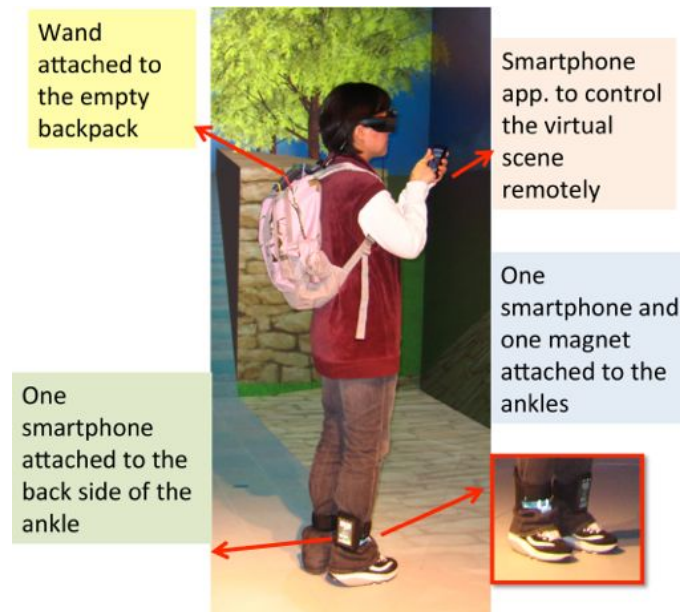 Wand
attached to
the empty
backpack
Smartphone
app. to control
the virtual
scene
remotely
One
smartphone and
one magnet
attached to the
ankles
One
smartphone
attached to the
back side of the
ankle